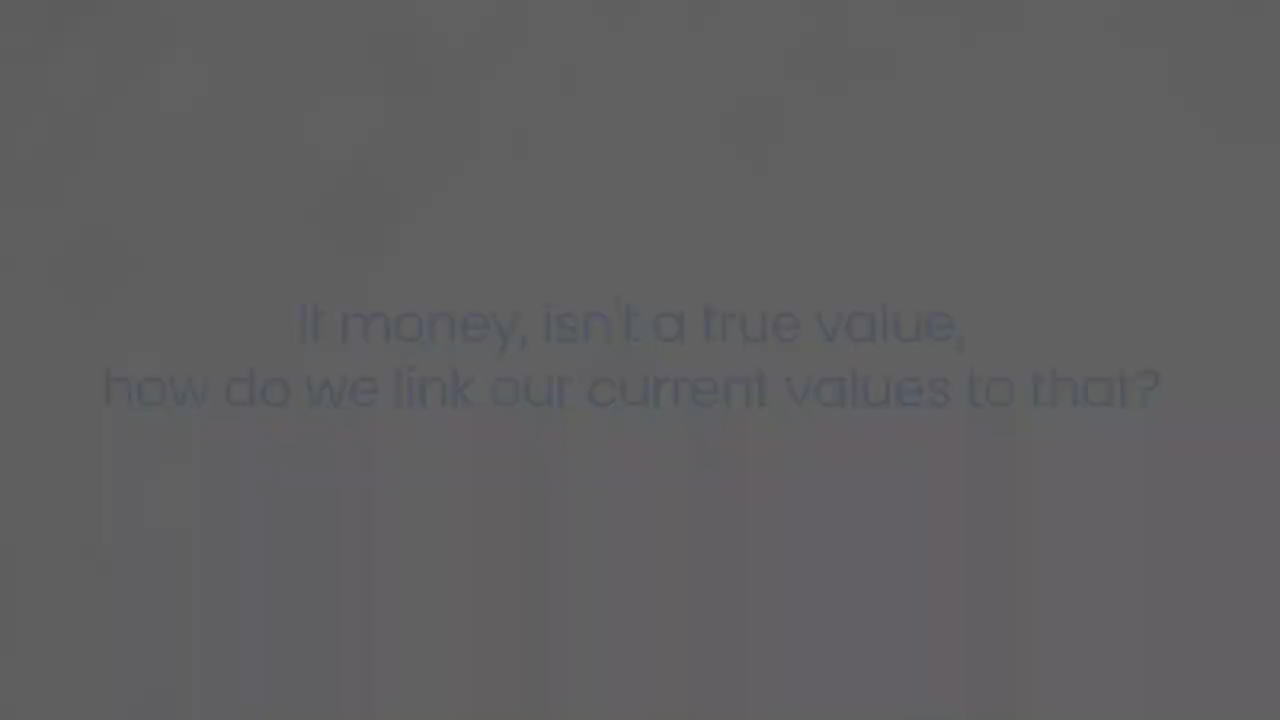 If money, isn't a true value,
how do we link our current values to that?